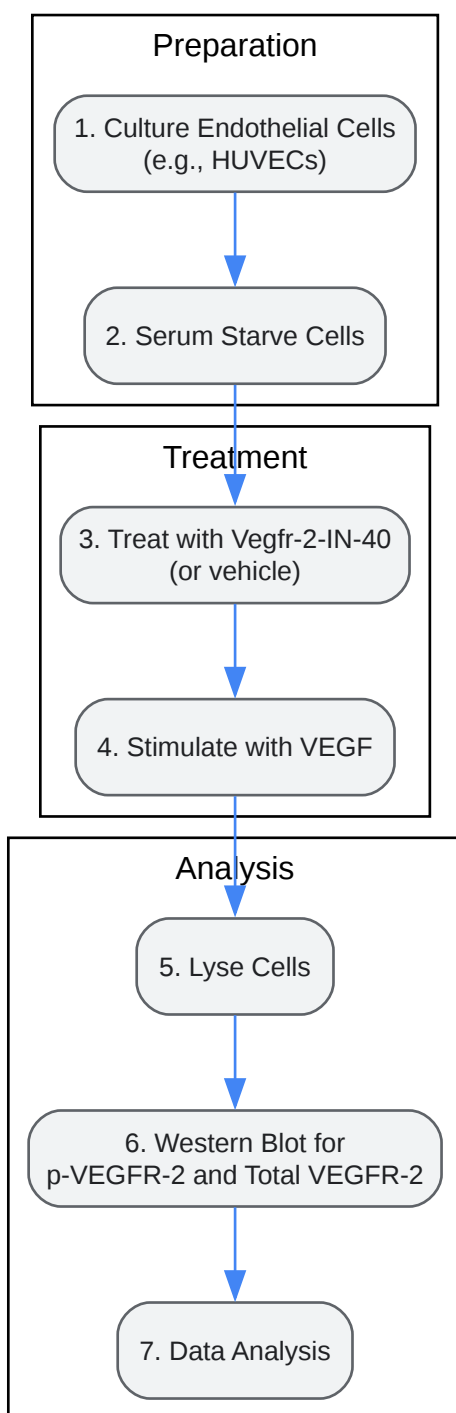 Preparation
1. Culture Endothelial Cells
(e.g., HUVECs)
2. Serum Starve Cells
Treatment
3. Treat with Vegfr-2-IN-40
(or vehicle)
4. Stimulate with VEGF
Analysis
5. Lyse Cells
6. Western Blot for
p-VEGFR-2 and Total VEGFR-2
7. Data Analysis